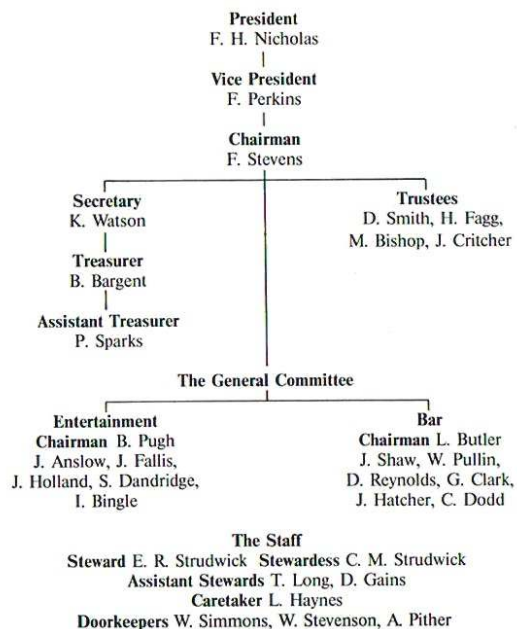 President
F. H. Nicholas
Vice President
F. Perkins
Chairman
F. Stevens
Secretary
K. Watson
Treasurer
B. Bargent
Assistant Treasurer
P. Sparks
Trustees
D. Smith, H. Fagg,
M. Bishop, J. Critcher
The General Committee
Entertainment
Chairman B. Pugh
J. Anslow, J. Fallis,
J. Holland, S. Dandridge,
I. Bingle
Bar
Chairman L. Butler
J. Shaw, W. Pullin,
D. Reynolds, G. Clark,
J. Hatcher, C. Dodd
The Staff
Steward E. R. Strudwick Stewardess C. M. Strudwick
Assistant Stewards T. Long, D. Gains
Caretaker L. Haynes
Doorkeepers W. Simmons, W. Stevenson, A. Pither